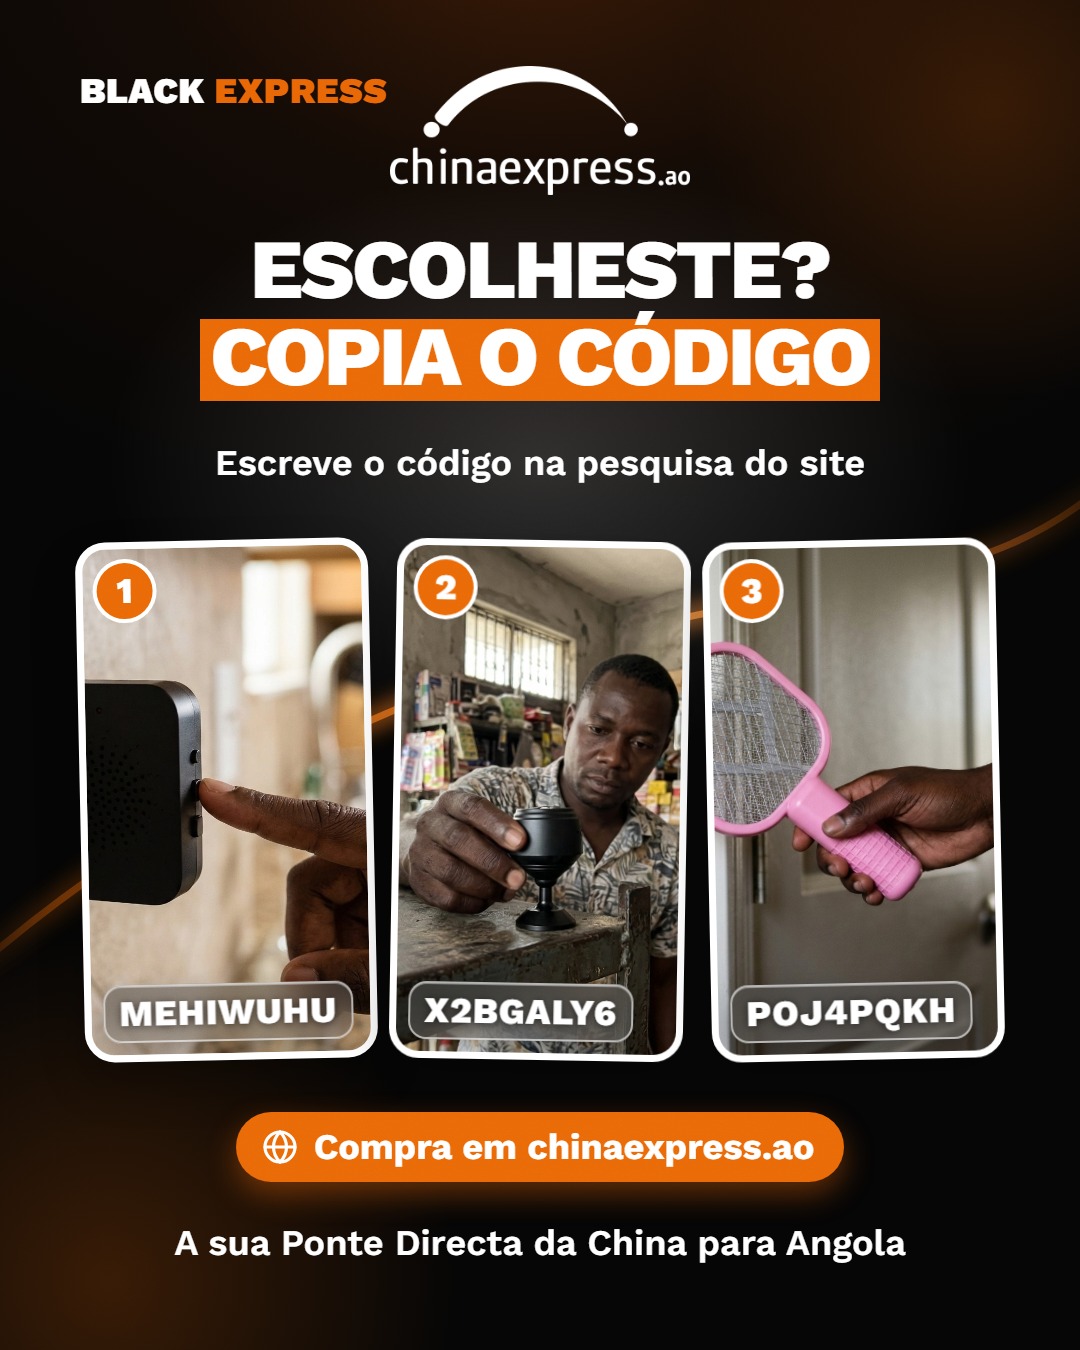 BLACK EXPRESS
chinaexpress.ao
ESCOLHESTE?
COPIA O CÓDIGO
Escreve o código na pesquisa do site
1
2
3
MEHIWUHU
X2BGALY6
POJ4PQKH
Compra em chinaexpress.ao
A sua Ponte Directa da China para Angola